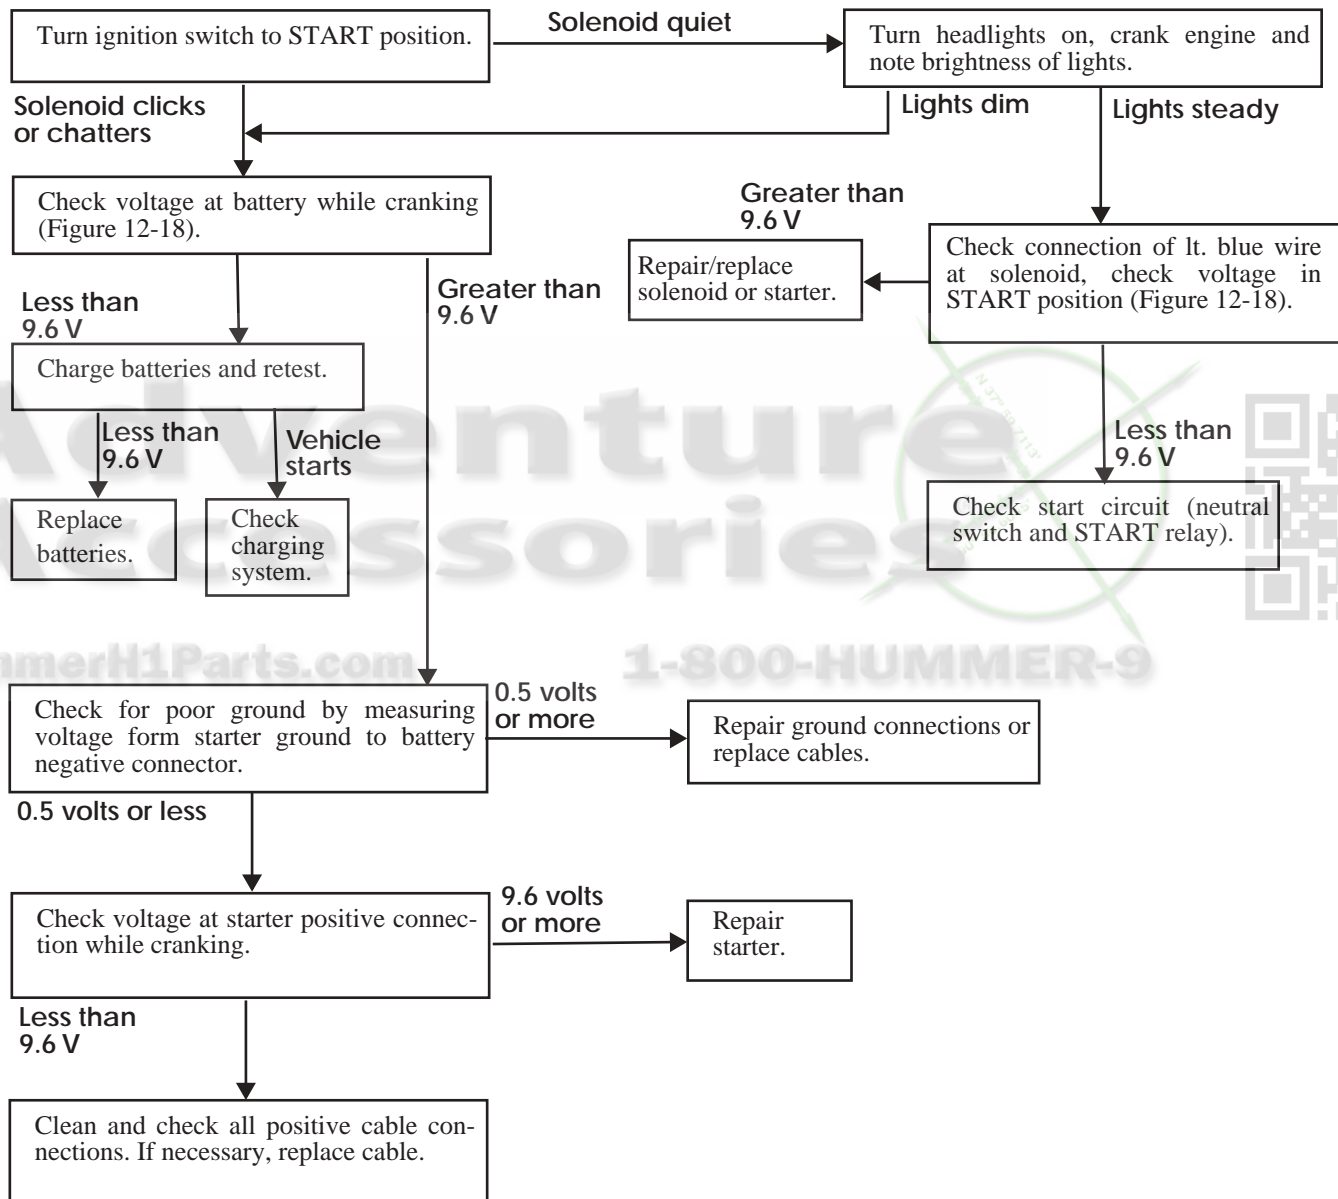 Turn ignition switch to START position.
Solenoid quiet
Turn headlights on, crank engine and
note brightness of lights.
Solenoid clicks
or chatters
Lights dim
Lights steady
Check voltage at battery while cranking
(Figure 12-18).
Greater than
9.6 V
Repair/replace
solenoid or starter.
Check connection of lt. blue wire
at solenoid, check voltage in
START position (Figure 12-18).
Less than
9.6 V
Greater than
9.6 V
Charge batteries and retest.
Less than
9.6 V
Vehicle
starts
Less than
9.6 V
Replace
batteries.
Check
charging
system.
Check start circuit (neutral
switch and START relay).
Adventure
Accessories
N 37° 59.7113'
mmerH1Parts.com
1-800-HUMMER-9
Check for poor ground by measuring
voltage form starter ground to battery
negative connector.
0.5 volts
or more
Repair ground connections or
replace cables.
0.5 volts or less
Check voltage at starter positive connec-
tion while cranking.
9.6 volts
or more
Repair
starter.
Less than
9.6 V
Clean and check all positive cable con-
nections. If necessary, replace cable.